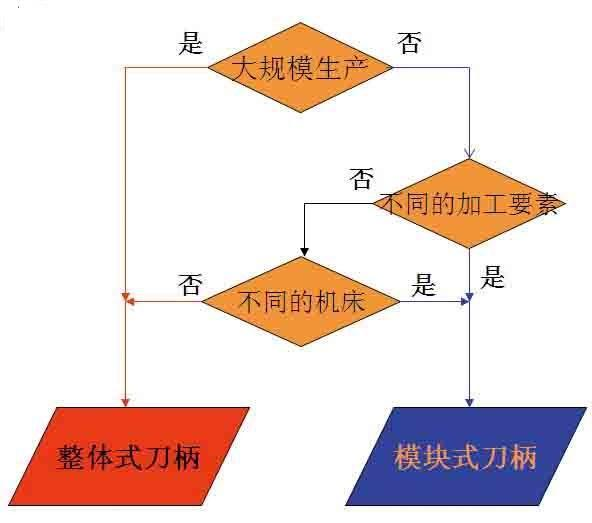 是
否
大规模生产
否
不同的加工要素
否
是
是
不同的机床
整体式刀柄
模块式刀柄